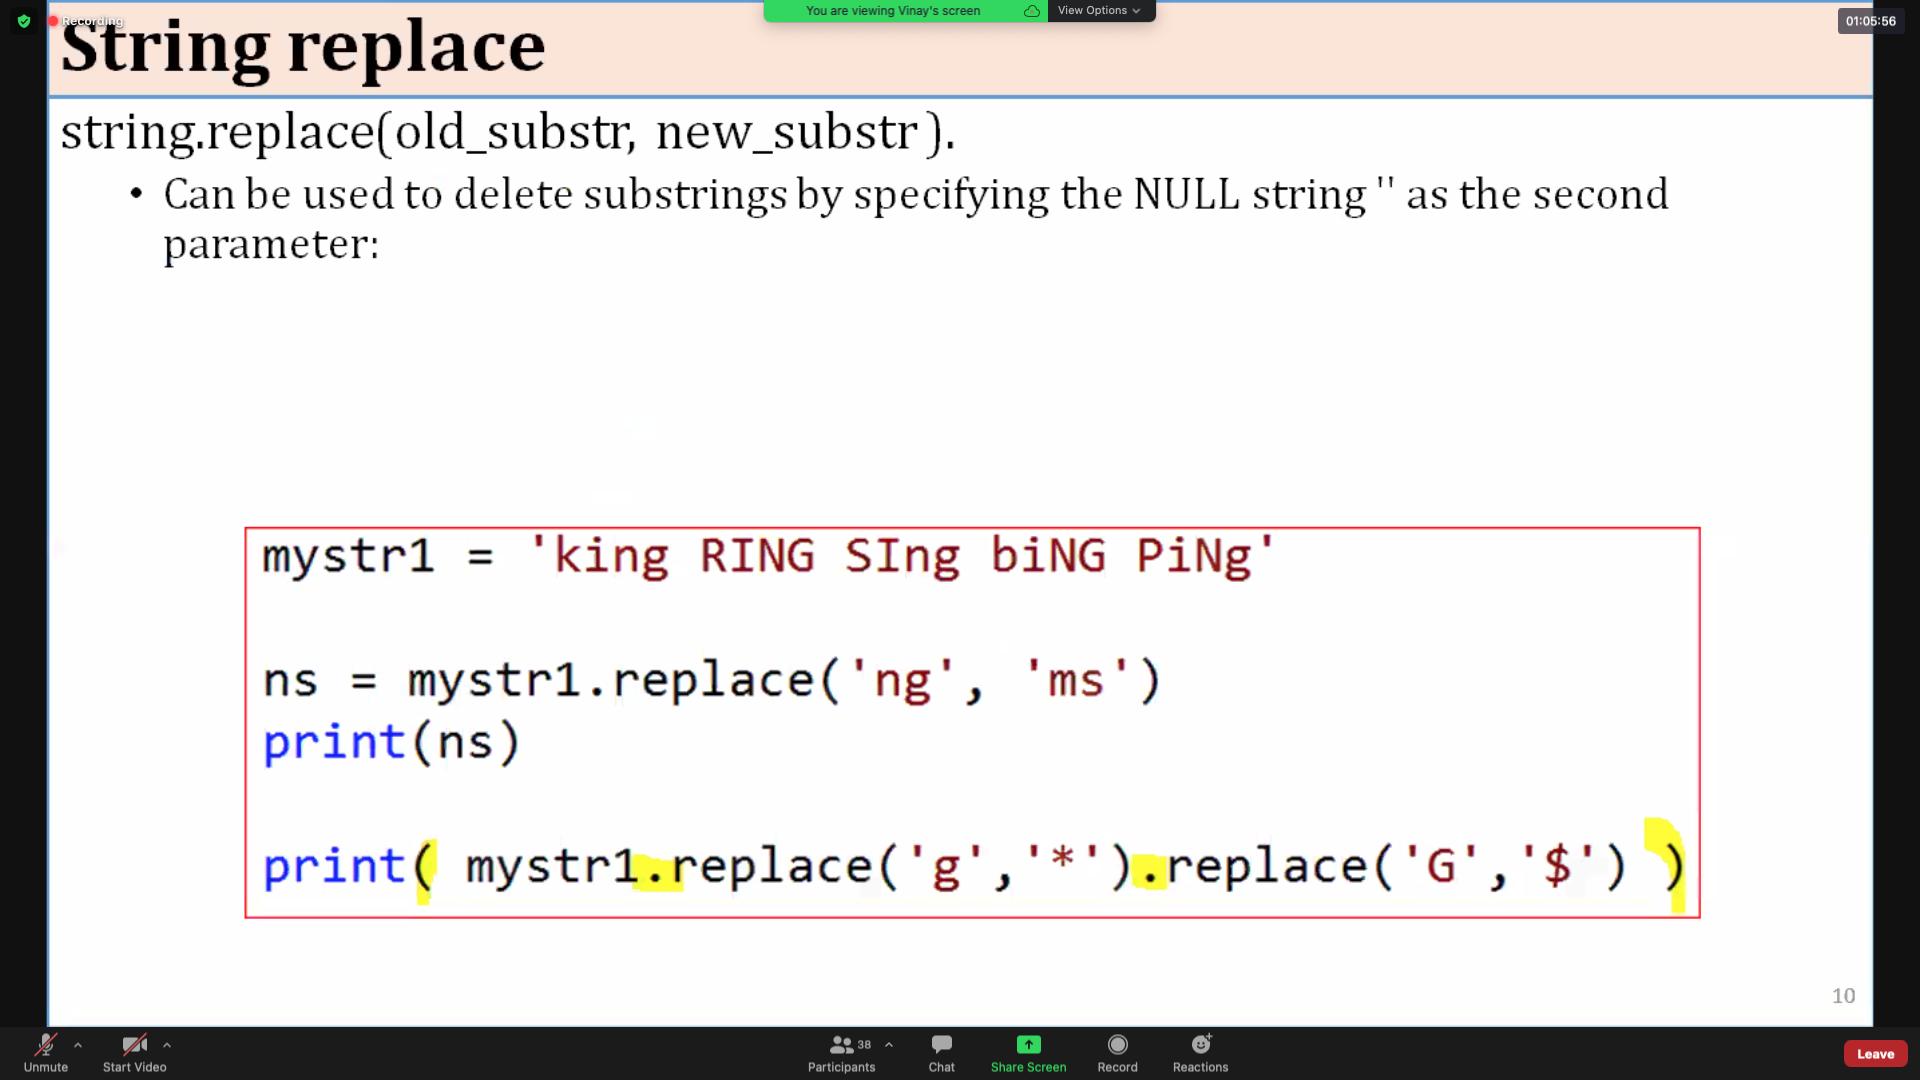 Recording
You are viewing Vinay's screen
View Options
01:05:56
String replace
string.replace(old_substr, new_substr ).
• Can be used to delete substrings by specifying the NULL string '' as the second
parameter:
mystr1 = 'king RING SIng biNG PiNg'
ns = mystr1.replace('ng', 'ms')
print(ns)
print( mystr1.replace('g','*').replace('G','$') )
10
Unmute
Start Video
Participants
38
Chat
Share Screen
Record
Reactions
Leave